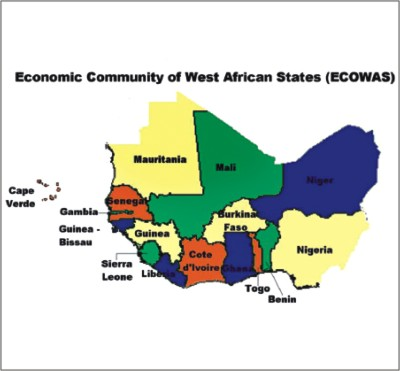 Economic Community of West African States (ECOWAS)
Mauritania
Mali
Niger
Cape
Verde
Senegal
Gambia
Burkina
Faso
Guinea -
Bissau
Guinea
Nigeria
Cote
d'Ivoire
Ghana
Sierra
Leone
Liberia
Togo
Benin